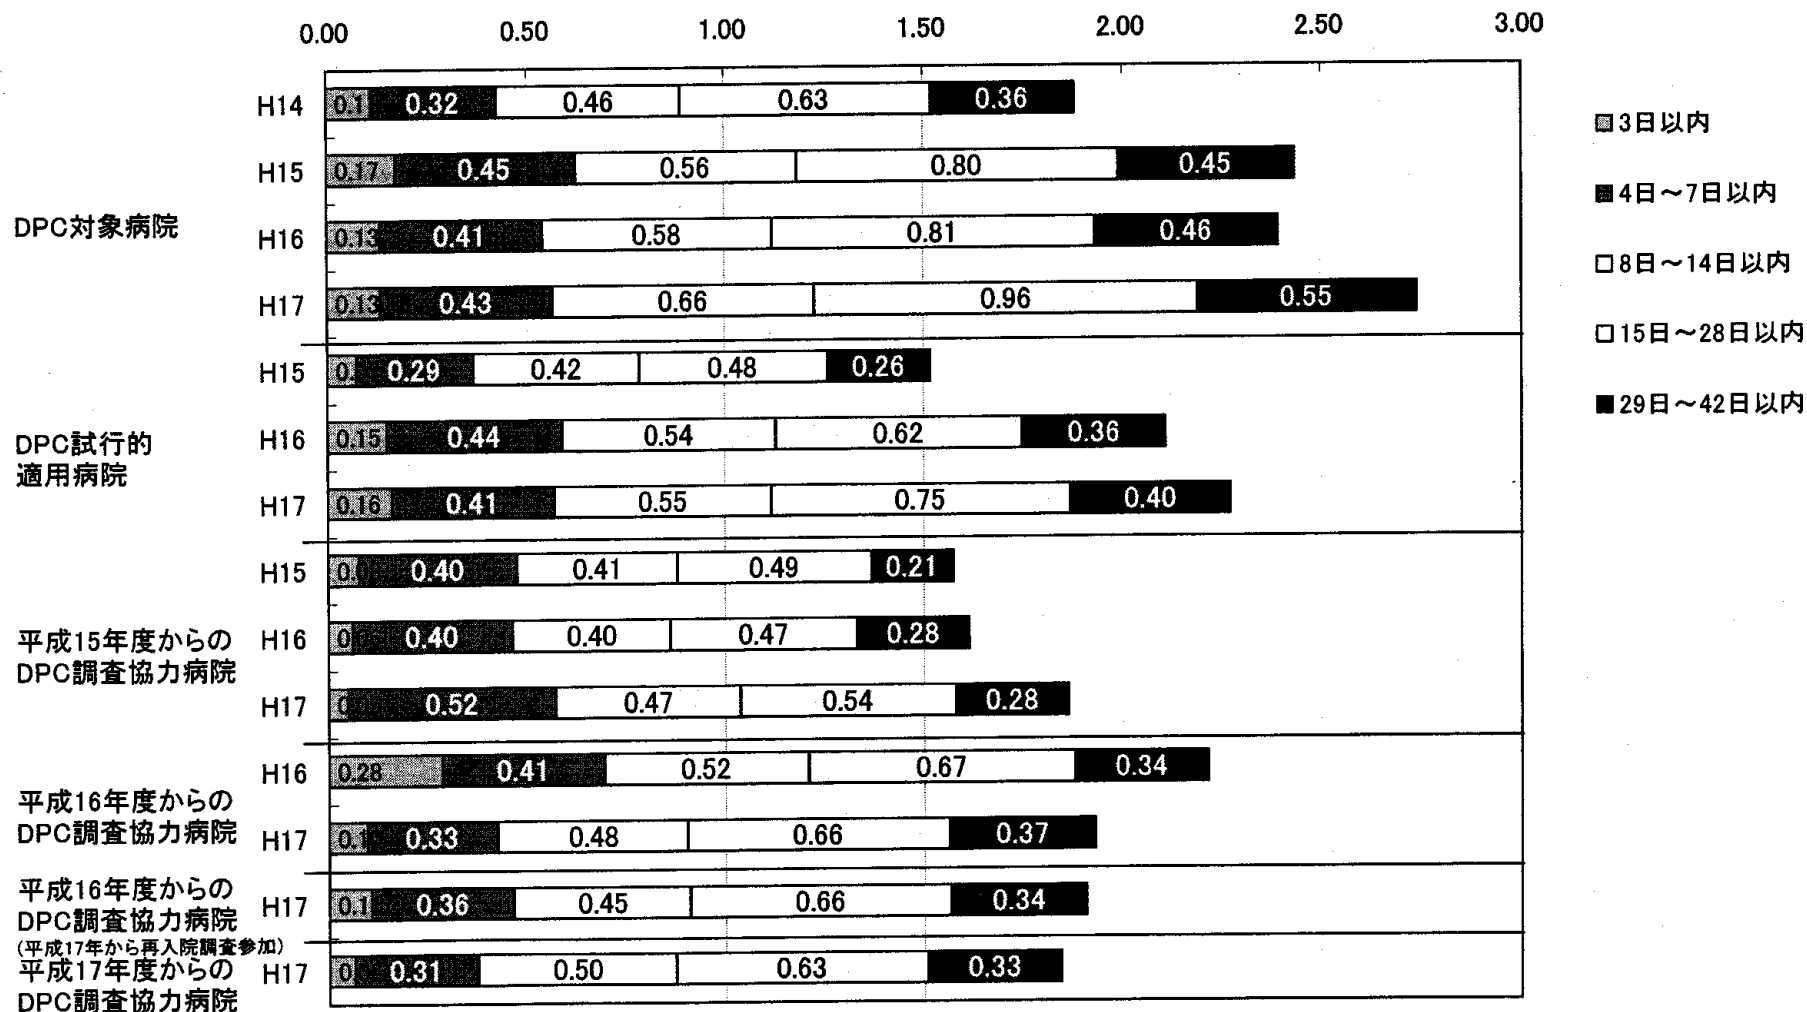 0.00 0.50 1.00 1.50 2.00 2.50 3.00
DPC対象病院
H14 0.1 0.32 0.46 0.63 0.36
H15 0.17 0.45 0.56 0.80 0.45
H16 0.13 0.41 0.58 0.81 0.46
H17 0.13 0.43 0.66 0.96 0.55
DPC試行的
適用病院
H15 0. 0.29 0.42 0.48 0.26
H16 0.15 0.44 0.54 0.62 0.36
H17 0.16 0.41 0.55 0.75 0.40
平成15年度からの
DPC調査協力病院
H15 0.40 0.41 0.49 0.21
H16 0.40 0.40 0.47 0.28
H17 0.52 0.47 0.54 0.28
平成16年度からの
DPC調査協力病院
H16 0.28 0.41 0.52 0.67 0.34
H17 0.1 0.33 0.48 0.66 0.37
平成16年度からの
DPC調査協力病院
(平成17年から再入院調査参加)
H17 0.1 0.36 0.45 0.66 0.34
平成17年度からの
DPC調査協力病院
H17 0.31 0.50 0.63 0.33
3日以内
4日～7日以内
8日～14日以内
15日～28日以内
29日～42日以内